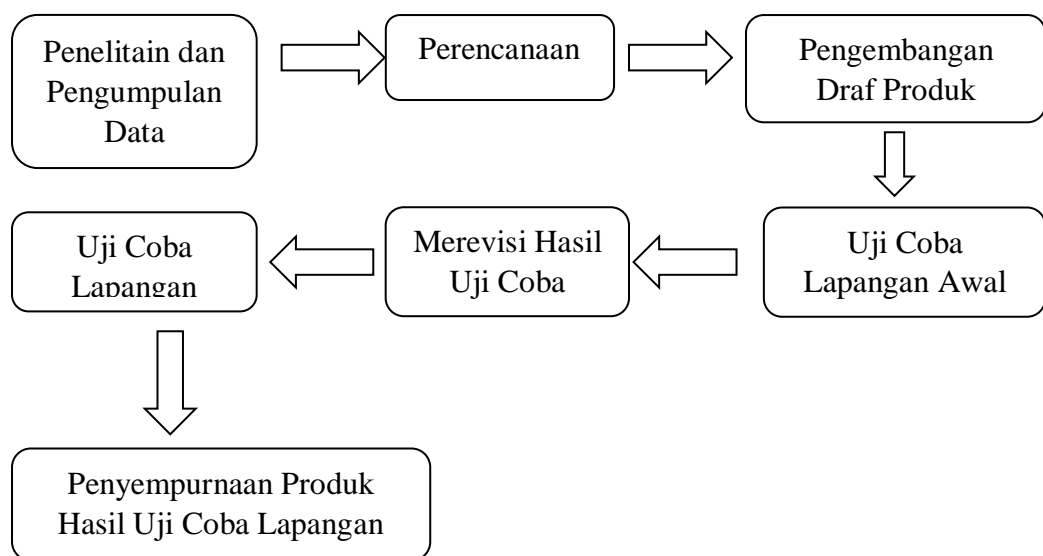 Penelitain dan
Pengumpulan
Data
Perencanaan
Pengembangan
Draf Produk
Uji Coba
Lapangan Awal
Merevisi Hasil
Uji Coba
Uji Coba
Lapangan
Penyempurnaan Produk
Hasil Uji Coba Lapangan